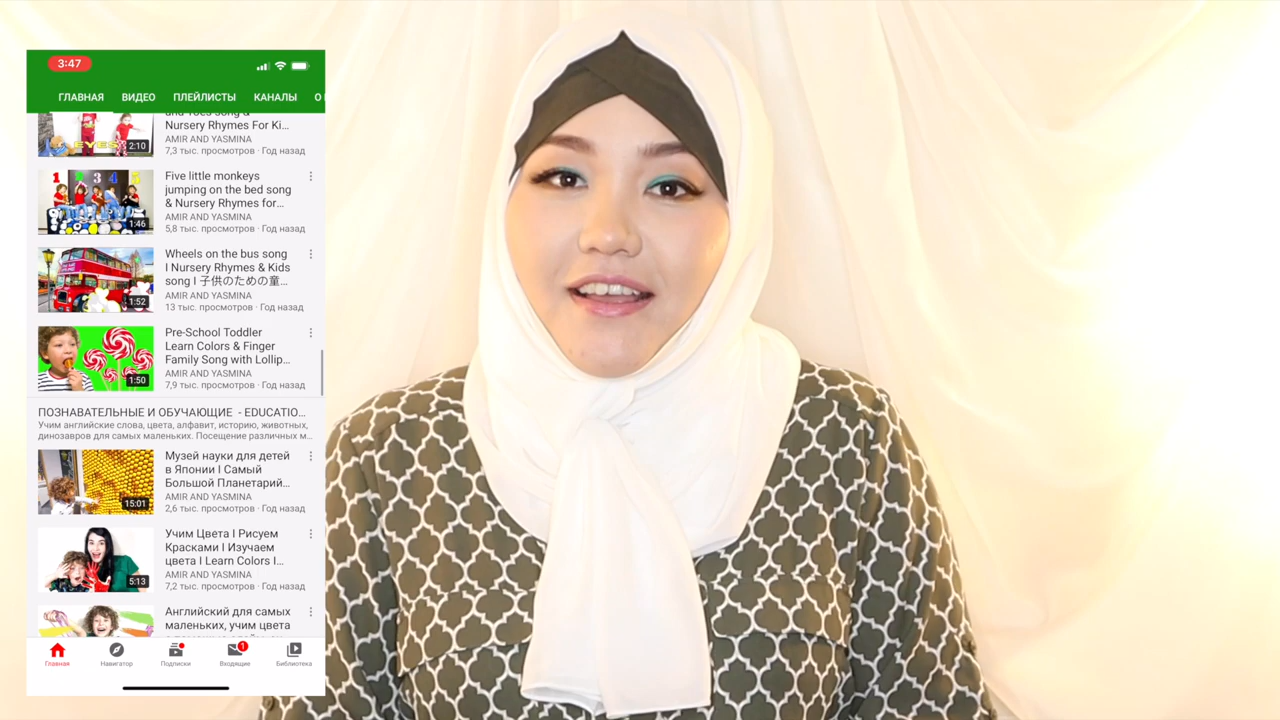 3:47
ГЛАВНАЯ ВИДЕО ПЛЕЙЛИСТЫ КАНАЛЫ О
Nursery Rhymes For Ki...
AMIR AND YASMINA
7,3 тыс. просмотров · Год назад
EYES
2:10
Five little monkeys
jumping on the bed song
& Nursery Rhymes for...
AMIR AND YASMINA
5,8 тыс. просмотров · Год назад
1 2 3 4 5
1:46
Wheels on the bus song
I Nursery Rhymes & Kids
song I 子供のための童...
AMIR AND YASMINA
13 тыс. просмотров · Год назад
1:52
Pre-School Toddler
Learn Colors & Finger
Family Song with Lollip...
AMIR AND YASMINA
7,9 тыс. просмотров · Год назад
1:50
ПОЗНАВАТЕЛЬНЫЕ И ОБУЧАЮЩИЕ - EDUCATIO...
Учим английские слова, цвета, алфавит, историю, животных,
динозавров для самых маленьких. Посещение различных м...
Музей науки для детей
в Японии I Самый
Большой Планетарий...
AMIR AND YASMINA
2,6 тыс. просмотров · Год назад
15:01
Учим Цвета I Рисуем
Красками I Изучаем
цвета I Learn Colors I...
AMIR AND YASMINA
7,2 тыс. просмотров · Год назад
5:13
Английский для самых
маленьких, учим цвета
1
Главная Навигатор Подписки Входящие Библиотека